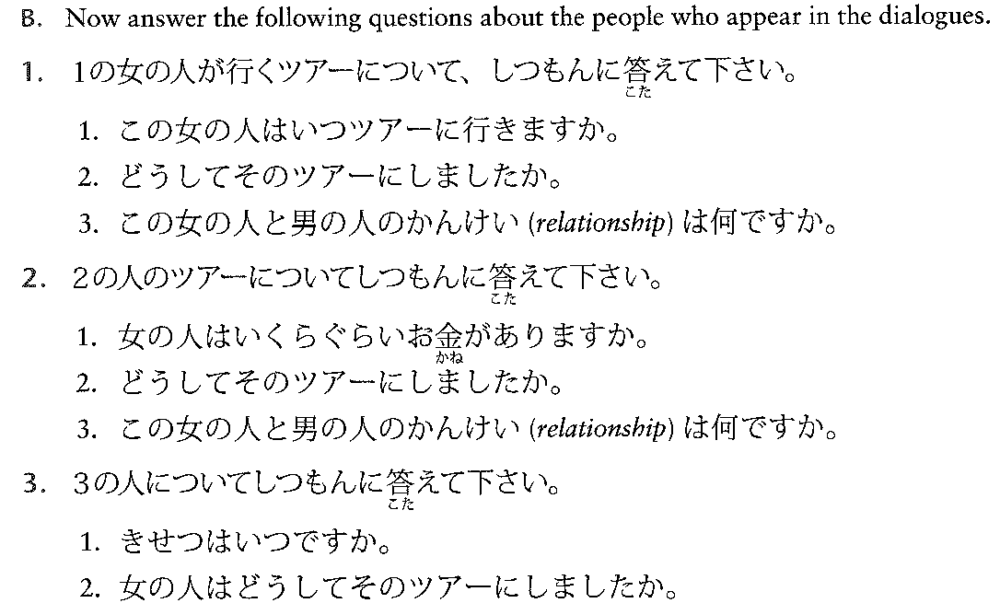 B. Now answer the following questions about the people who appear in the dialogues.
1. 1の女の人が行くツアーについて、しつもんに答えて下さい。
こた
1. この女の人はいつツアーに行きますか。
2. どうしてそのツアーにしましたか。
3. この女の人と男の人のかんけい (relationship) は何ですか。
2. 2の人のツアーについてしつもんに答えて下さい。
こた
1. 女の人はいくらぐらいお金がありますか。
かね
2. どうしてそのツアーにしましたか。
3. この女の人と男の人のかんけい (relationship) は何ですか。
3. 3の人についてしつもんに答えて下さい。
こた
1. きせつはいつですか。
2. 女の人はどうしてそのツアーにしましたか。